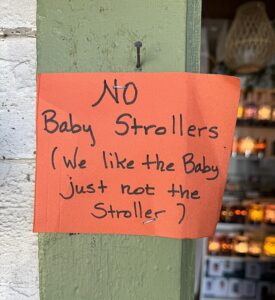 NO
Baby Strollers
(We like the Baby
just not the
Stroller)